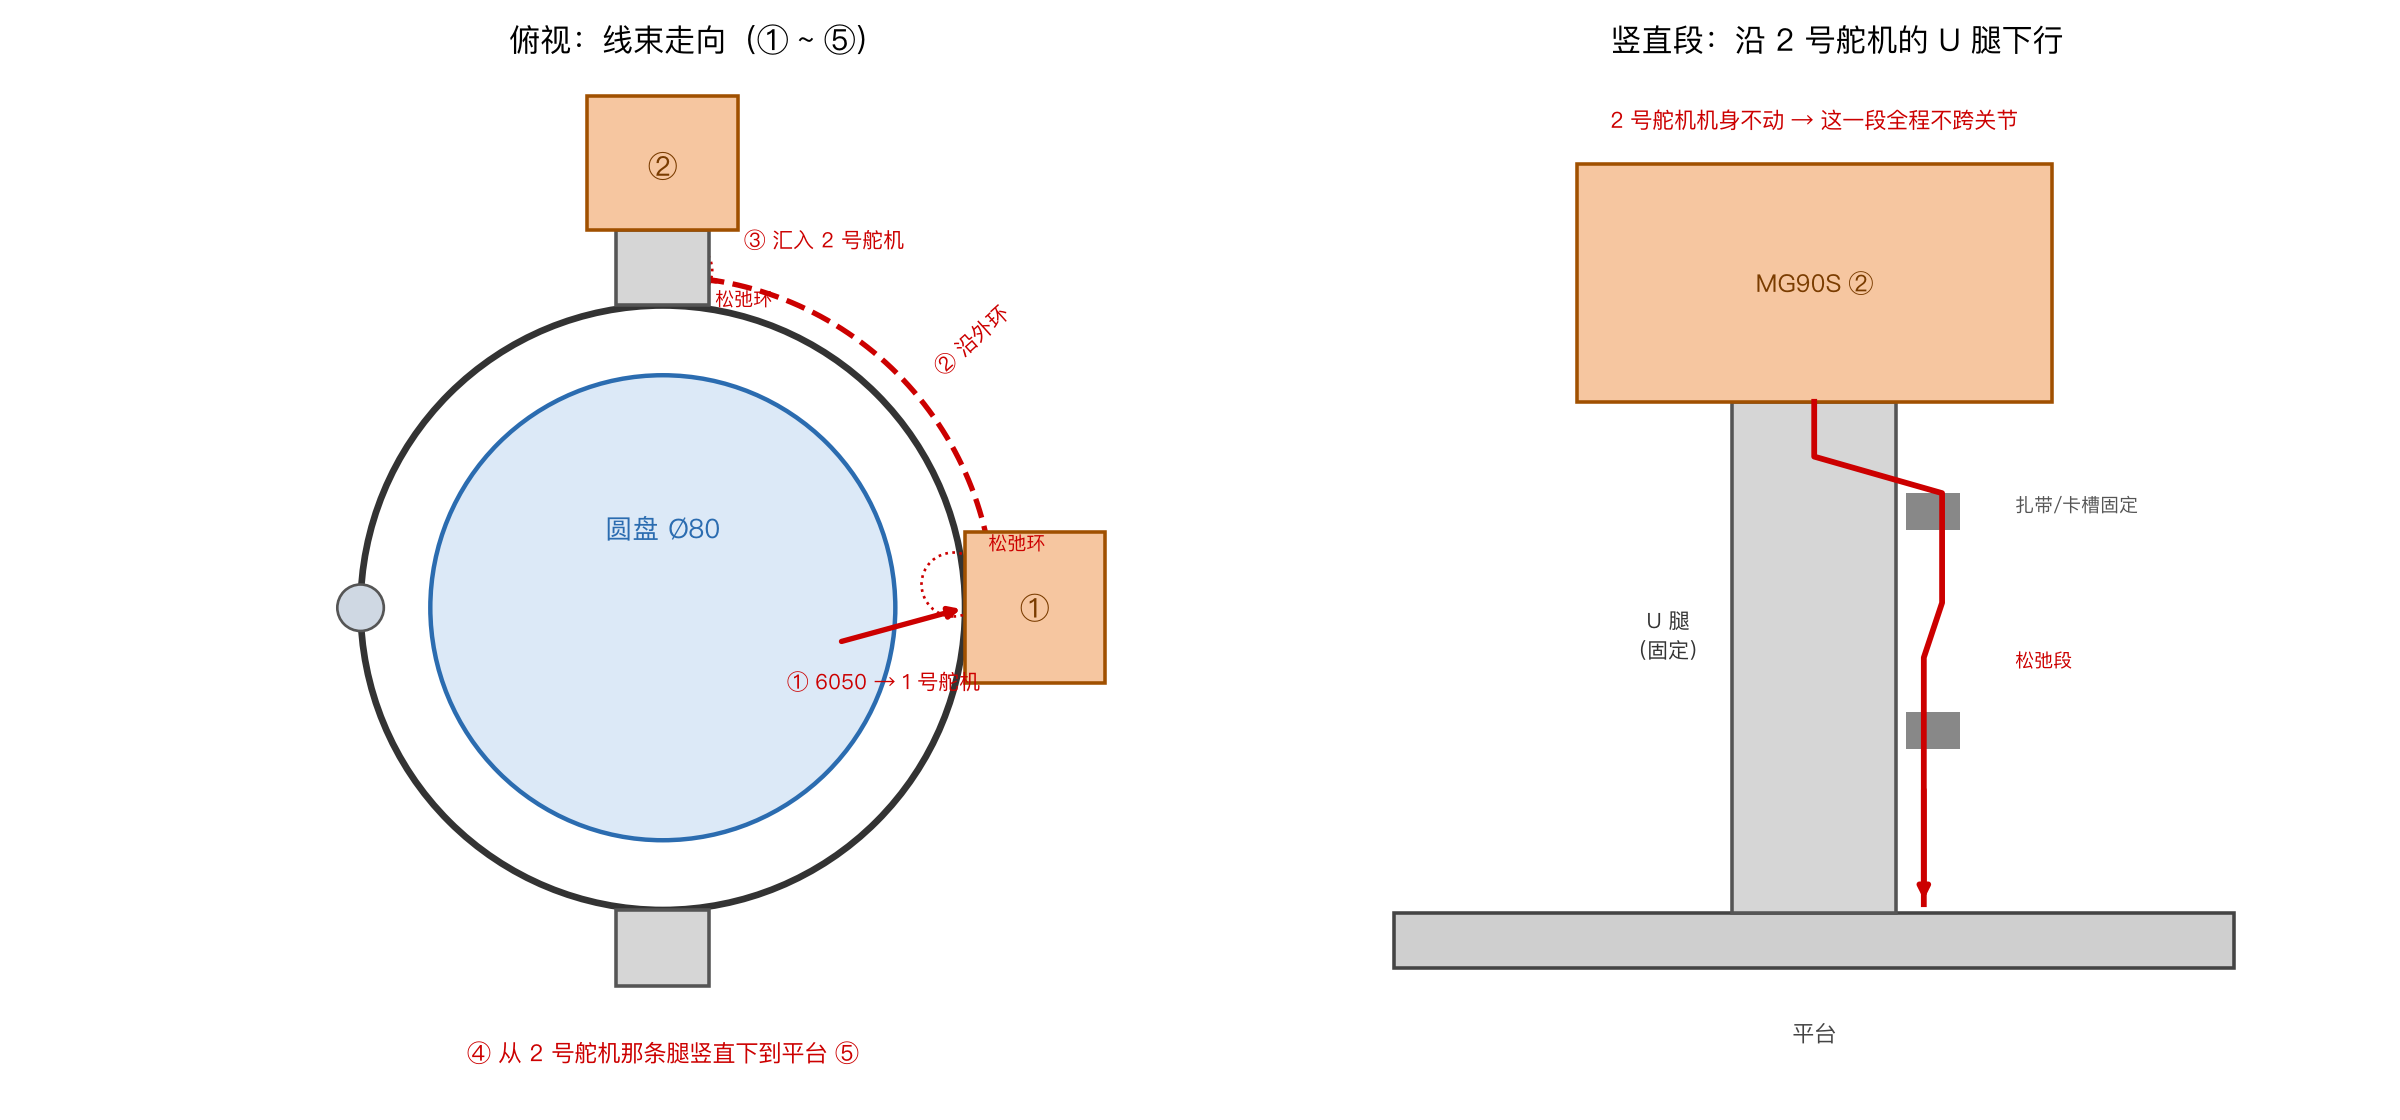 俯视：线束走向（① ~ ⑤）
②
③ 汇入 2 号舵机
松弛环
② 沿外环
圆盘 Ø80
松弛环
①
① 6050 → 1 号舵机
④ 从 2 号舵机那条腿竖直下到平台 ⑤
竖直段：沿 2 号舵机的 U 腿下行
2 号舵机机身不动 → 这一段全程不跨关节
MG90S ②
扎带/卡槽固定
U 腿
(固定)
松弛段
平台